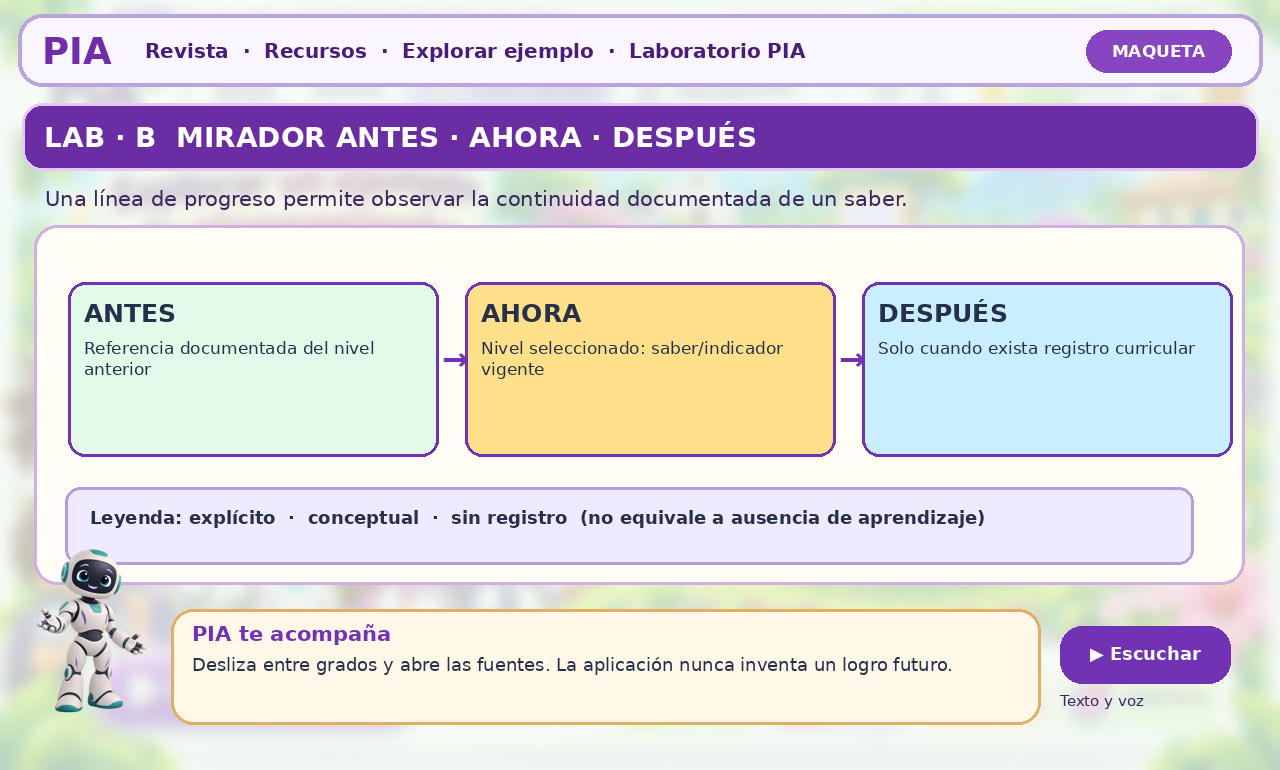 PIA
Revista · Recursos · Explorar ejemplo · Laboratorio PIA
MAQUETA
LAB · B MIRADOR ANTES · AHORA · DESPUÉS
Una línea de progreso permite observar la continuidad documentada de un saber.
ANTES
Referencia documentada del nivel
anterior
→
AHORA
Nivel seleccionado: saber/indicador
vigente
→
DESPUÉS
Solo cuando exista registro curricular
Leyenda: explícito · conceptual · sin registro (no equivale a ausencia de aprendizaje)
PIA te acompaña
Desliza entre grados y abre las fuentes. La aplicación nunca inventa un logro futuro.
▶ Escuchar
Texto y voz